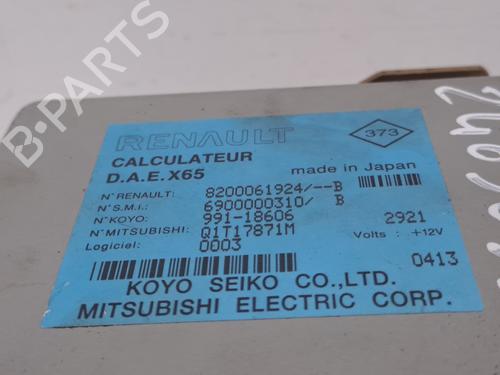 B-PARTS
RENAULT
373
CALCULATEUR
D.A.E.X65
made in Japan
N° RENAULT: 8200061924/--B
N° S.M.I.: 6900000310/ B
N° KOYO: 991-18606 2921
N° MITSUBISHI: Q1T17871M Volts : +12V
Logiciel: 0003 0413
KOYO SEIKO CO.,LTD.
MITSUBISHI ELECTRIC CORP.